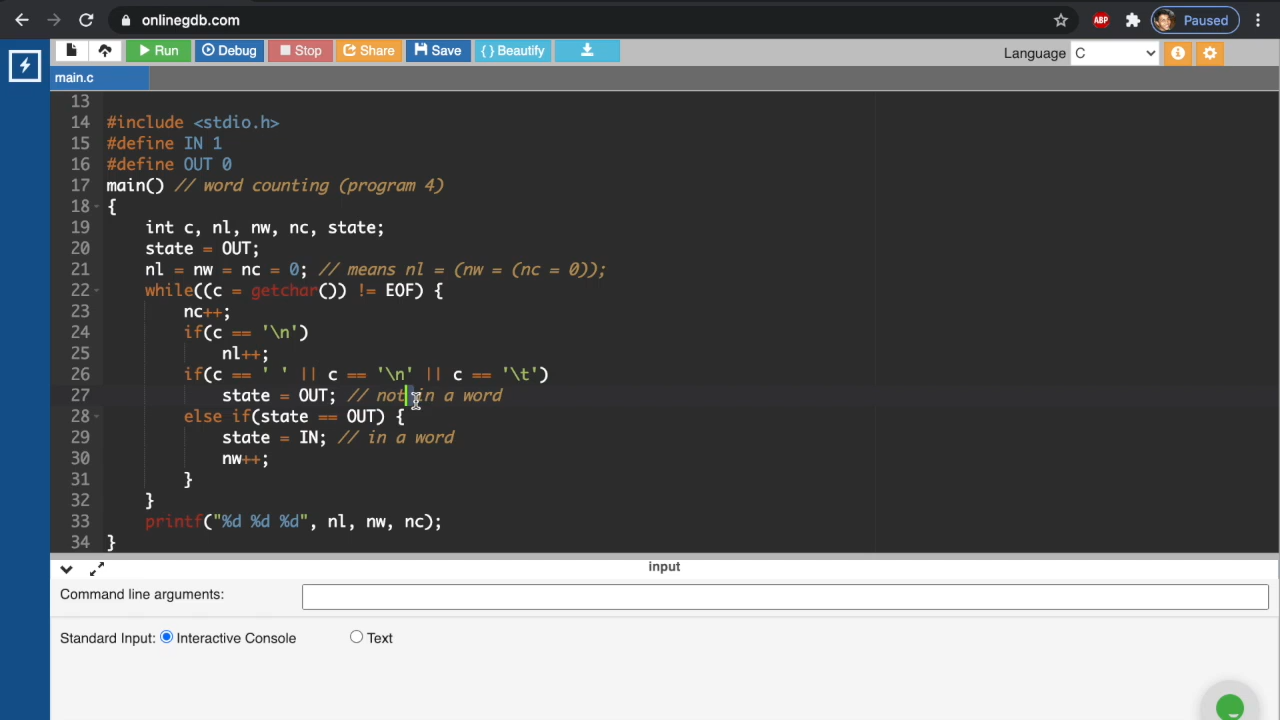 onlinegdb.com
ABP
Paused
Run
Debug
Stop
Share
Save
{ } Beautify
Language
C
main.c
13
14 #include <stdio.h>
15 #define IN 1
16 #define OUT 0
17 main() // word counting (program 4)
18 {
19 int c, nl, nw, nc, state;
20 state = OUT;
21 nl = nw = nc = 0; // means nl = (nw = (nc = 0));
22 while((c = getchar()) != EOF) {
23 nc++;
24 if(c == '\n')
25 nl++;
26 if(c == ' ' || c == '\n' || c == '\t')
27 state = OUT; // not in a word
28 else if(state == OUT) {
29 state = IN; // in a word
30 nw++;
31 }
32 }
33 printf("%d %d %d", nl, nw, nc);
34 }
input
Command line arguments:
Standard Input: Interactive Console Text